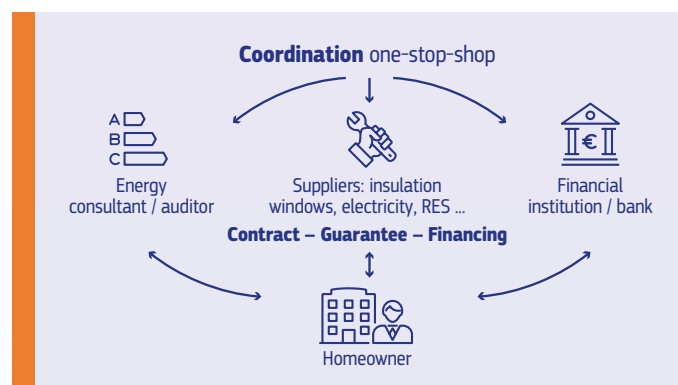 Coordination one-stop-shop
A
B
C
€
Energy
consultant / auditor
Suppliers: insulation
windows, electricity, RES ...
Financial
institution / bank
Contract – Guarantee – Financing
Homeowner